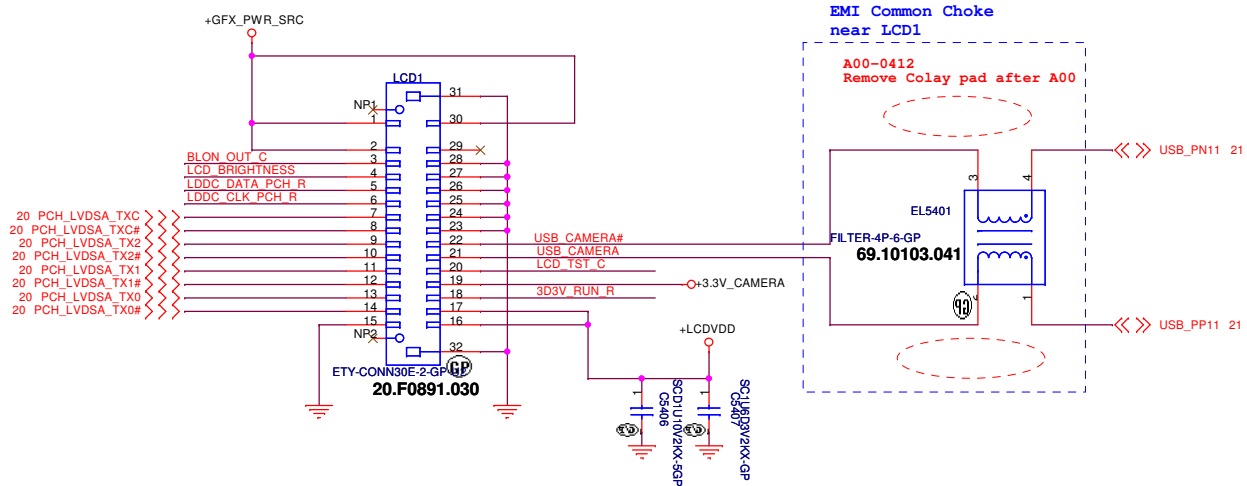 EMI Common Choke
near LCD1
+GFX_PWR_SRC
A00-0412
Remove Colay pad after A00
LCD1
NP1
31
1
30
2
29
BLON_OUT_C
3
28
LCD_BRIGHTNESS
4
27
LDDC_DATA_PCH_R
5
26
LDDC_CLK_PCH_R
6
25
20 PCH_LVDSA_TXC
7
24
20 PCH_LVDSA_TXC#
8
23
20 PCH_LVDSA_TX2
9
22
USB_CAMERA#
20 PCH_LVDSA_TX2#
10
21
USB_CAMERA
20 PCH_LVDSA_TX1
11
20
LCD_TST_C
20 PCH_LVDSA_TX1#
12
19
+3.3V_CAMERA
20 PCH_LVDSA_TX0
13
18
3D3V_RUN_R
20 PCH_LVDSA_TX0#
14
17
15
16
NP2
32
ETY-CONN30E-2-GP-
20.F0891.030
GP
+LCDVDD
1
C5406
SCD1U10V2KX-5GP
1
C5407
SC1U6D3V2KX-GP
3
4
USB_PN11 21
EL5401
FILTER-4P-6-GP
69.10103.041
GP
1
USB_PP11 21